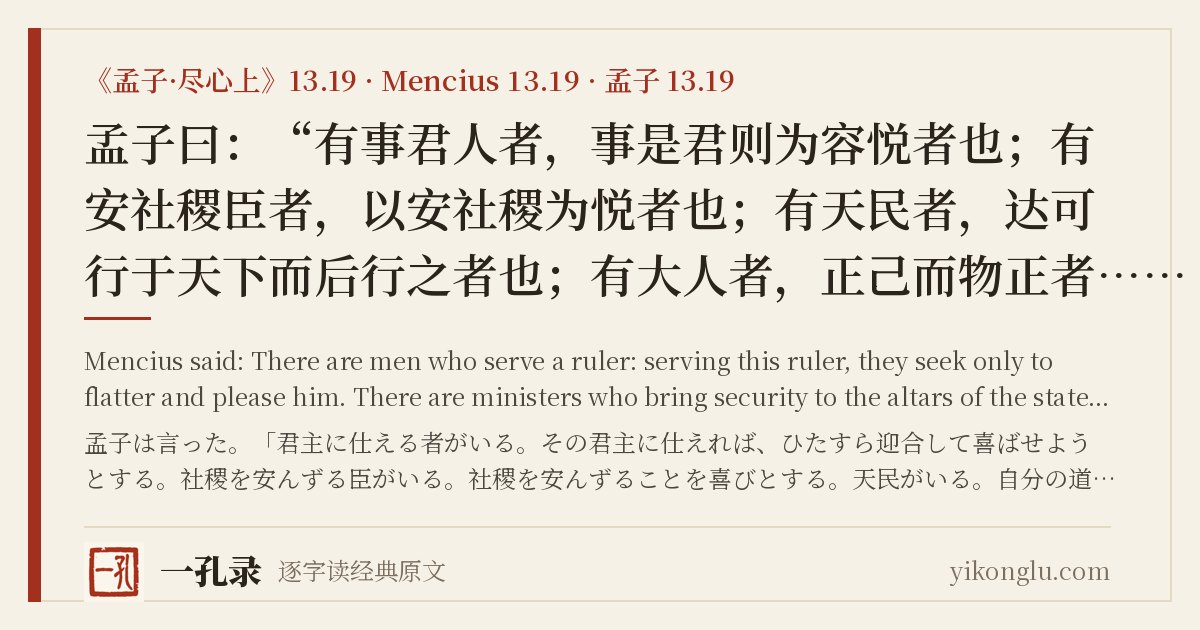 《孟子·尽心上》13.19 · Mencius 13.19 · 孟子 13.19
孟子曰：“有事君人者，事是君则为容悦者也；有
安社稷臣者，以安社稷为悦者也；有天民者，达可
行于天下而后行之者也；有大人者，正己而物正者……
Mencius said: There are men who serve a ruler: serving this ruler, they seek only to
flatter and please him. There are ministers who bring security to the altars of the state...
孟子は言った。「君主に仕える者がいる。その君主に仕えれば、ひたすら迎合して喜ばせよう
とする。社稷を安んずる臣がいる。社稷を安んずることを喜びとする。天民がいる。自分の道…
一孔
一孔录 逐字读经典原文
yikonglu.com